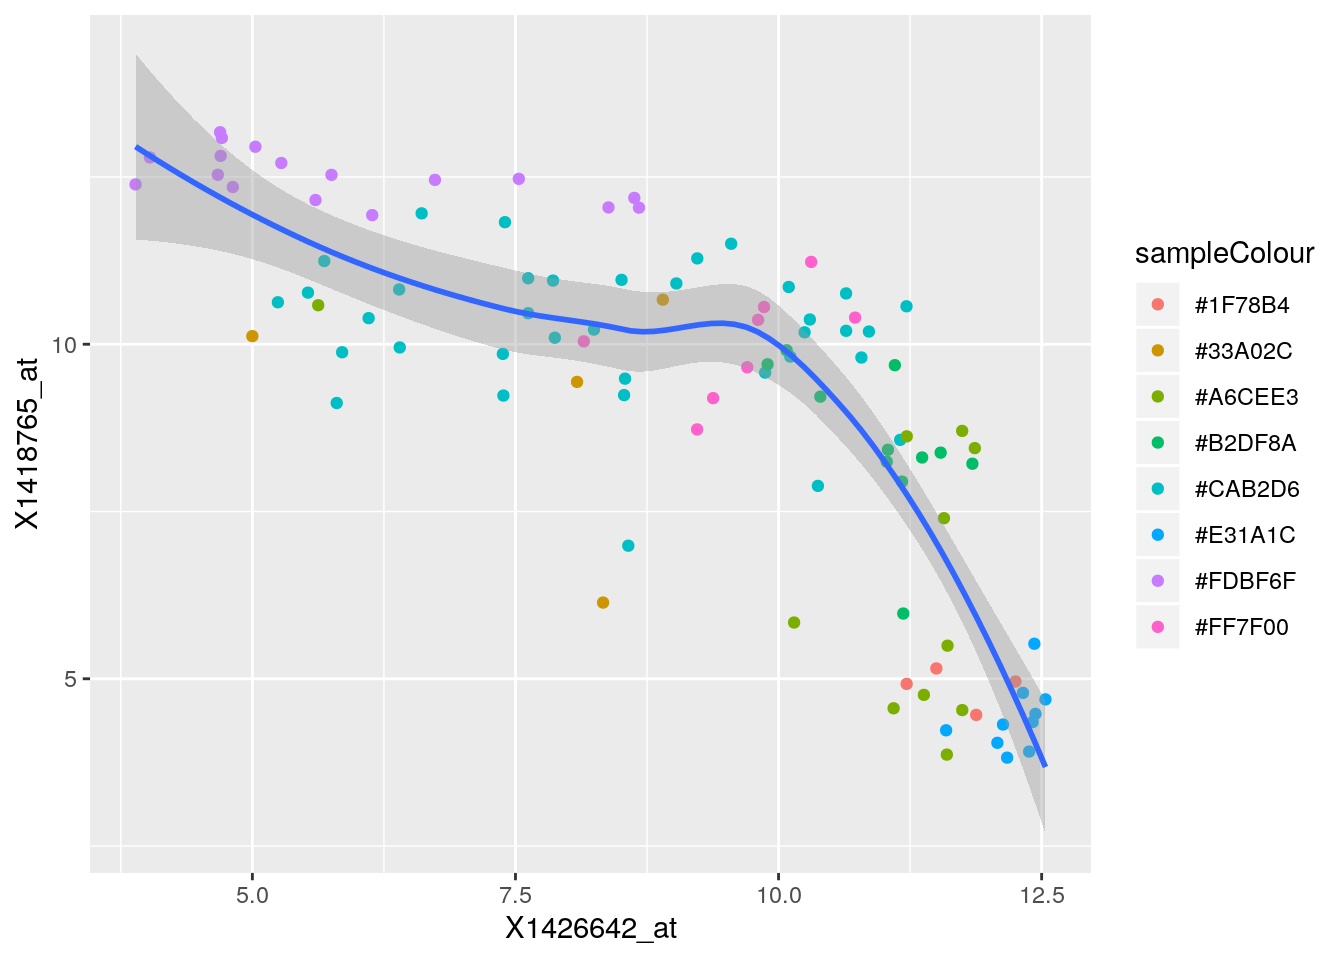 X1418765_at
10
5
5.0 7.5 10.0 12.5
X1426642_at
sampleColour
#1F78B4
#33A02C
#A6CEE3
#B2DF8A
#CAB2D6
#E31A1C
#FDBF6F
#FF7F00